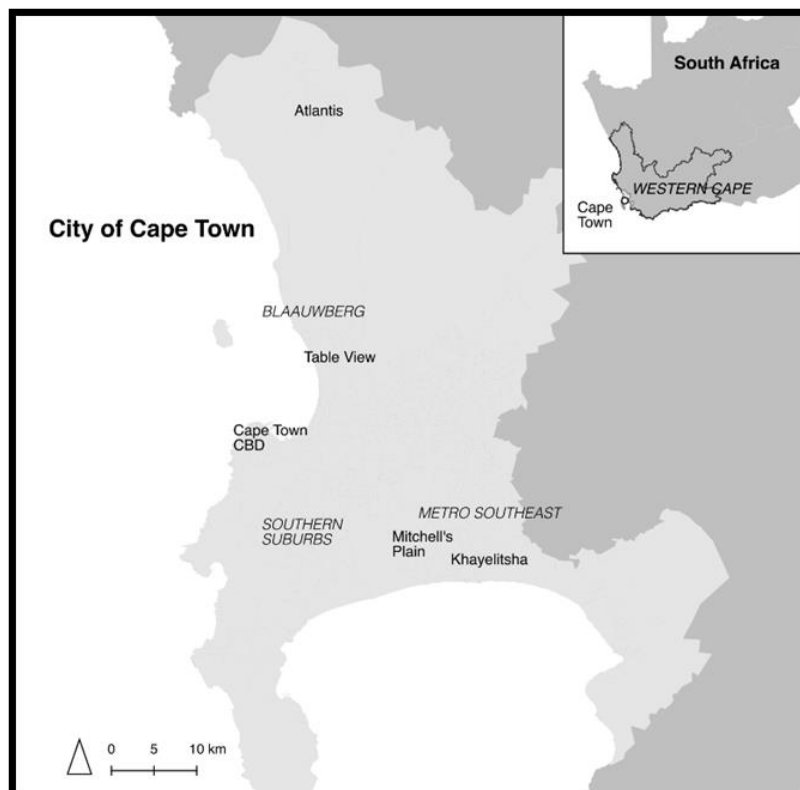 South Africa
WESTERN CAPE
Cape
Town
Atlantis
City of Cape Town
BLAAUWBERG
Table View
Cape Town
CBD
METRO SOUTHEAST
SOUTHERN
SUBURBS
Mitchell's
Plain
Khayelitsha
0 5 10 km